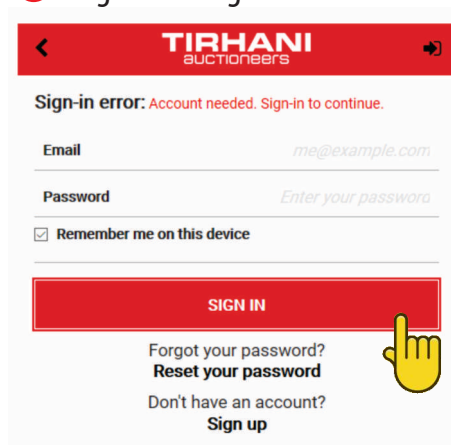 TIRHANI
auctioneers
Sign-in error: Account needed. Sign-in to continue.
Email me@example.com
Password Enter your password
Remember me on this device
SIGN IN
Forgot your password?
Reset your password
Don't have an account?
Sign up